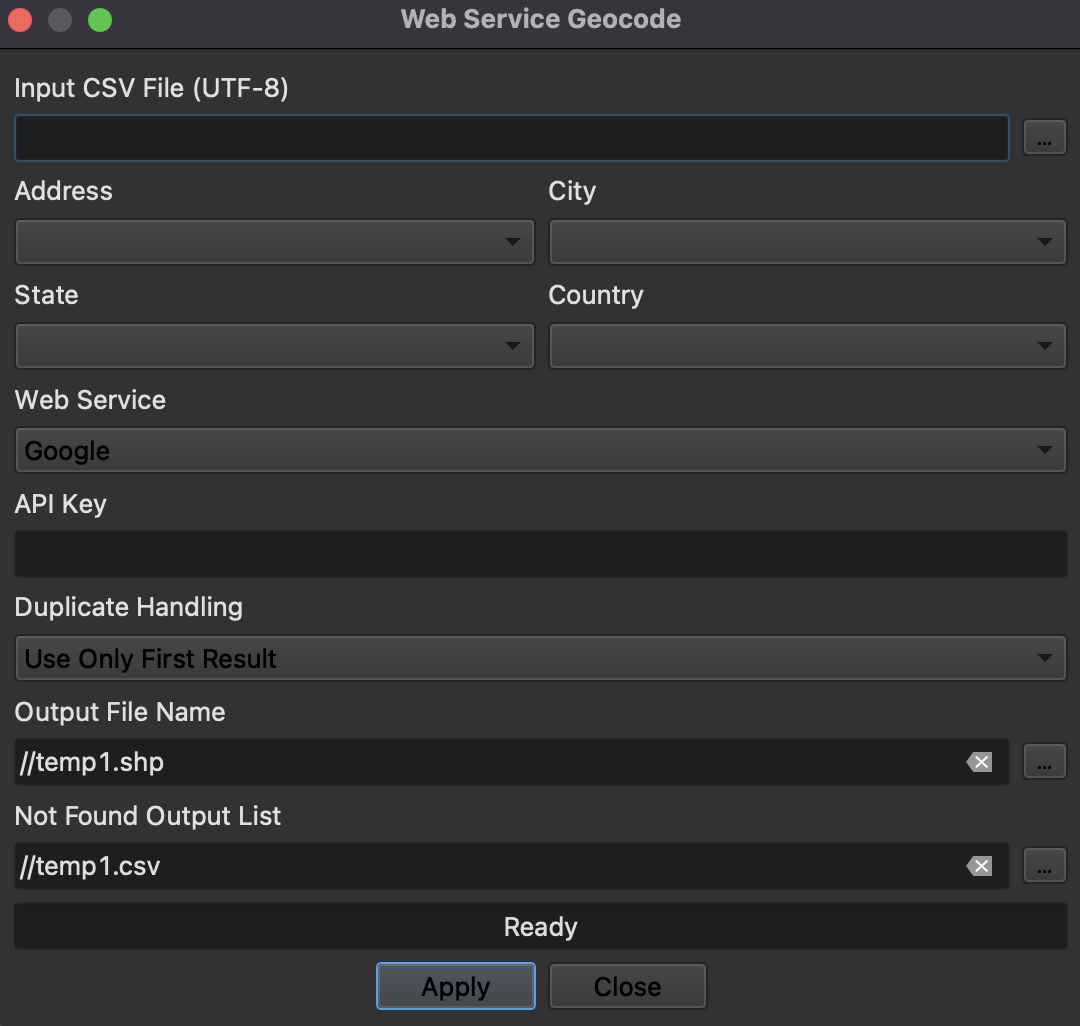 Web Service Geocode
Input CSV File (UTF-8)
...
Address City
State Country
Web Service
Google
API Key
Duplicate Handling
Use Only First Result
Output File Name
//temp1.shp ...
Not Found Output List
//temp1.csv ...
Ready
Apply Close